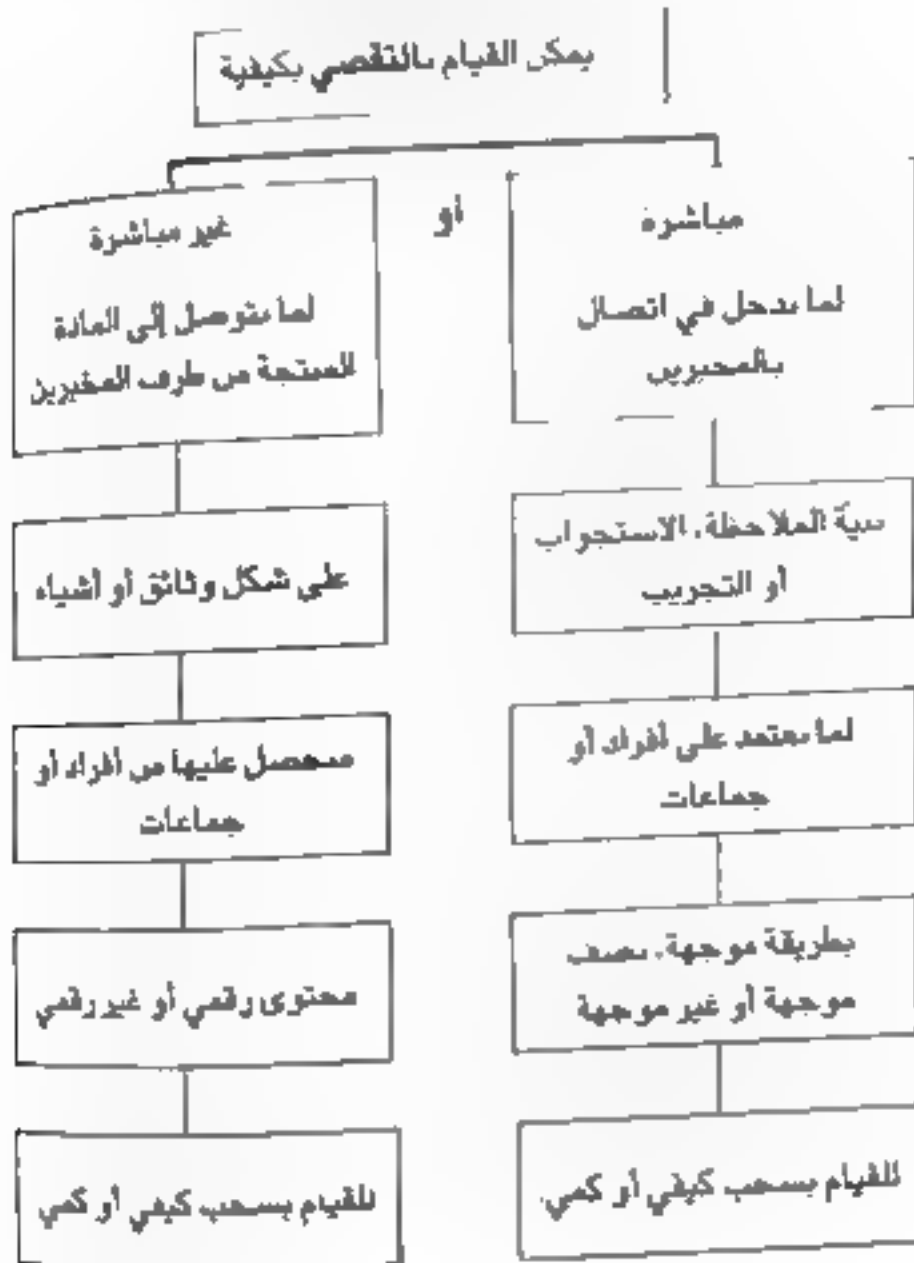 يمكن القيام بالتقصي بكيفية
مباشرة
أو
غير مباشرة
لما ندخل في اتصال
بالمخبرين
لما نتوصل إلى المادة
المنتجة من طرف المخبرين
بنية الملاحظة، الاستجواب
أو التجريب
على شكل وثائق أو أشياء
لما نعتمد على أفراد أو
جماعات
متحصل عليها من أفراد أو
جماعات
بطريقة موجهة، نصف
موجهة أو غير موجهة
محتوى رقمي أو غير رقمي
للقيام بسحب كيفي أو كمي
للقيام بسحب كيفي أو كمي